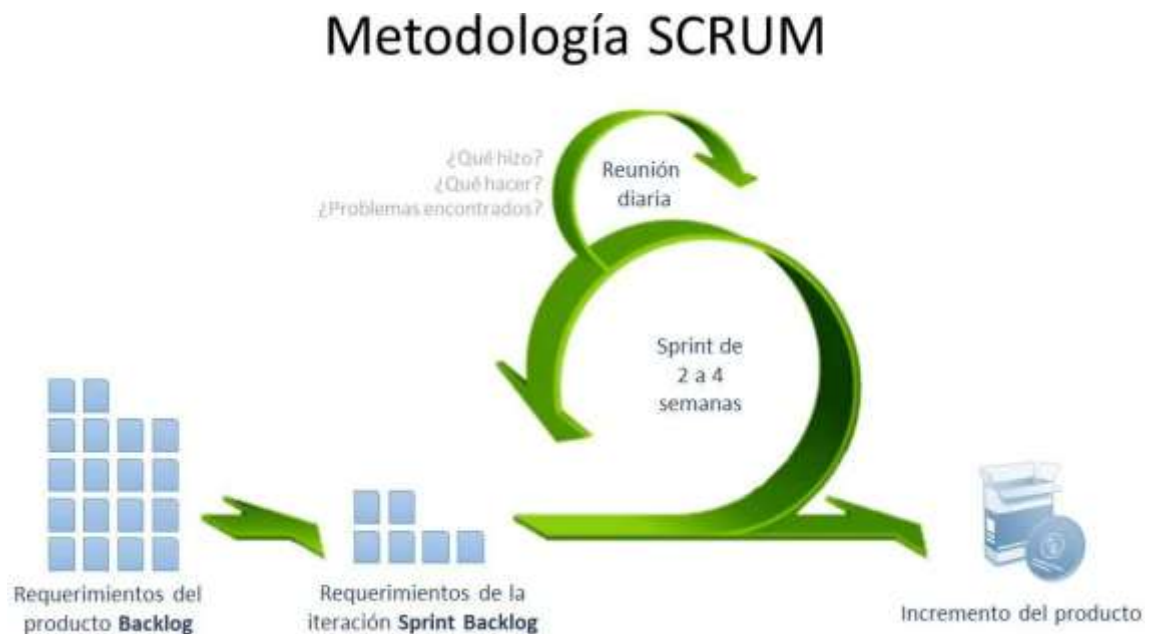 Metodología SCRUM
¿Qué hizo?
¿Qué hacer?
¿Problemas encontrados?
Reunión
diaria
Sprint de
2 a 4
semanas
Requerimientos del
producto Backlog
Requerimientos de la
iteración Sprint Backlog
Incremento del producto